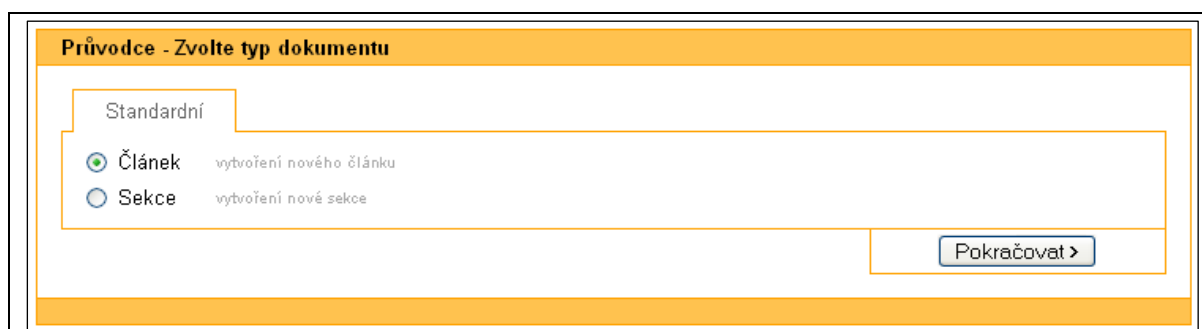 Průvodce - Zvolte typ dokumentu
Standardní
Článek vytvoření nového článku
Sekce vytvoření nové sekce
Pokračovat >